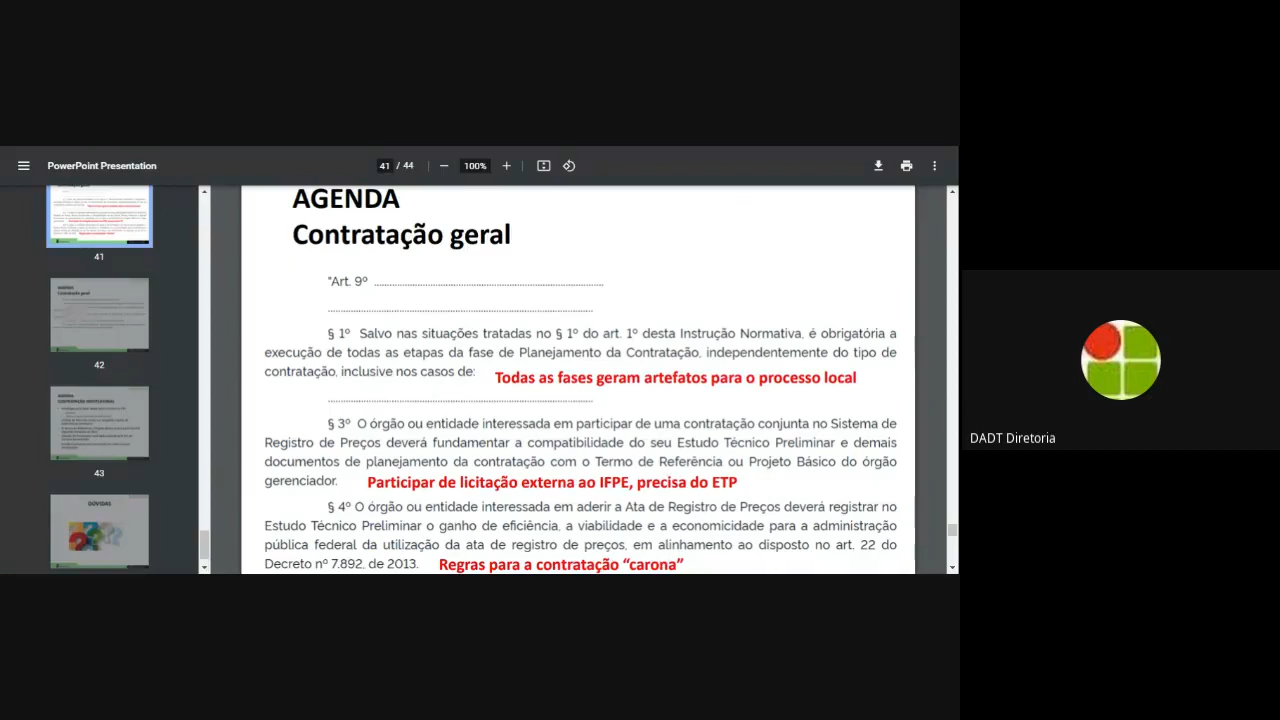 PowerPoint Presentation
41 / 44
100%
41
42
43
DÚVIDAS
AGENDA
Contratação geral
"Art. 9º ........................................................................................
.....................................................................................................
§ 1º Salvo nas situações tratadas no § 1º do art. 1º desta Instrução Normativa, é obrigatória a
execução de todas as etapas da fase de Planejamento da Contratação, independentemente do tipo de
contratação, inclusive nos casos de: Todas as fases geram artefatos para o processo local
.....................................................................................................
§ 3º O órgão ou entidade interessada em participar de uma contratação conjunta no Sistema de
Registro de Preços deverá fundamentar a compatibilidade do seu Estudo Técnico Preliminar e demais
documentos de planejamento da contratação com o Termo de Referência ou Projeto Básico do órgão
gerenciador. Participar de licitação externa ao IFPE, precisa do ETP
§ 4º O órgão ou entidade interessada em aderir a Ata de Registro de Preços deverá registrar no
Estudo Técnico Preliminar o ganho de eficiência, a viabilidade e a economicidade para a administração
pública federal da utilização da ata de registro de preços, em alinhamento ao disposto no art. 22 do
Decreto nº 7.892, de 2013. Regras para a contratação “carona”
DADT Diretoria